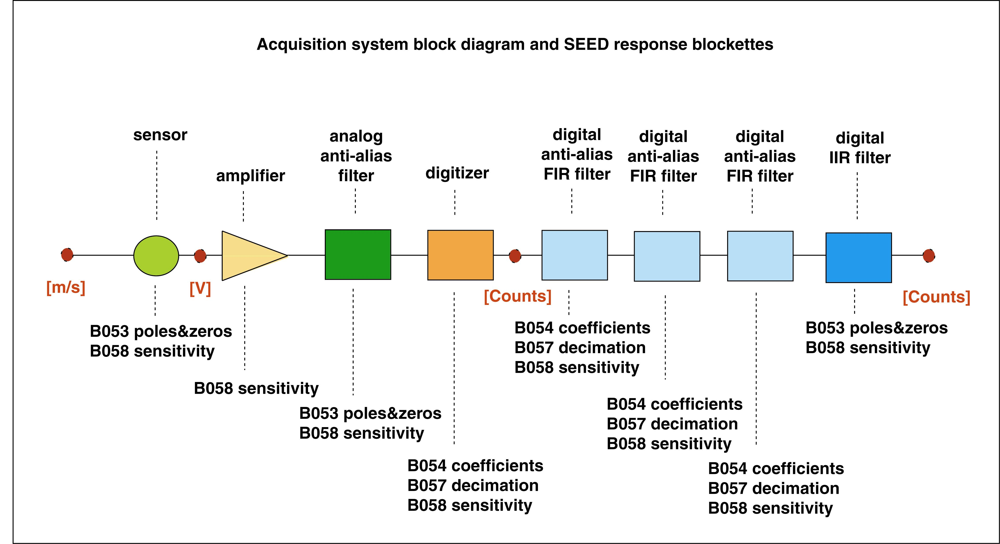 Acquisition system block diagram and SEED response blockettes
sensor
amplifier
analog
anti-alias
filter
digitizer
digital
anti-alias
FIR filter
digital
anti-alias
FIR filter
digital
anti-alias
FIR filter
digital
IIR filter
[m/s]
[V]
[Counts]
[Counts]
B053 poles&zeros
B058 sensitivity
B058 sensitivity
B053 poles&zeros
B058 sensitivity
B054 coefficients
B057 decimation
B058 sensitivity
B054 coefficients
B057 decimation
B058 sensitivity
B054 coefficients
B057 decimation
B058 sensitivity
B054 coefficients
B057 decimation
B058 sensitivity
B053 poles&zeros
B058 sensitivity